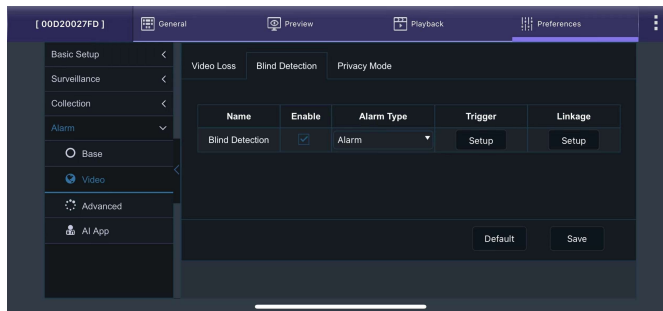 [ 00D20027FD ] General Preview Playback Preferences
Basic Setup
Surveillance
Collection
Alarm
Base
Video
Advanced
AI App
Video Loss Blind Detection Privacy Mode
Name Enable Alarm Type Trigger Linkage
Blind Detection Alarm Setup Setup
Default Save